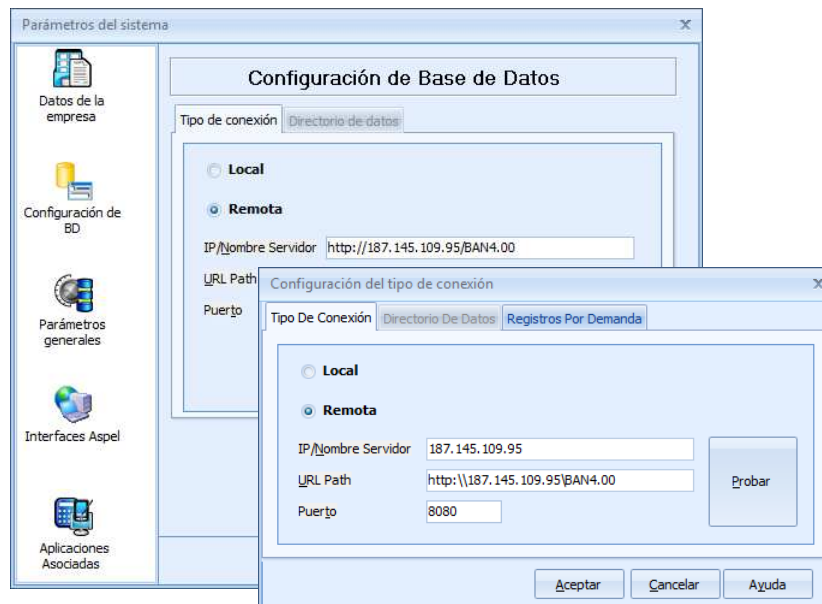 Parámetros del sistema
x
Datos de la
empresa
Configuración de
BD
Parámetros
generales
Interfaces Aspel
Aplicaciones
Asociadas
Configuración de Base de Datos
Tipo de conexión
Directorio de datos
Local
Remota
IP/Nombre Servidor http://187.145.109.95/BAN4.00
URL Path
Puerto
Configuración del tipo de conexión
x
Tipo De Conexión
Directorio De Datos
Registros Por Demanda
Local
Remota
IP/Nombre Servidor 187.145.109.95
URL Path http:\\187.145.109.95\BAN4.00
Puerto 8080
Probar
Aceptar
Cancelar
Ayuda